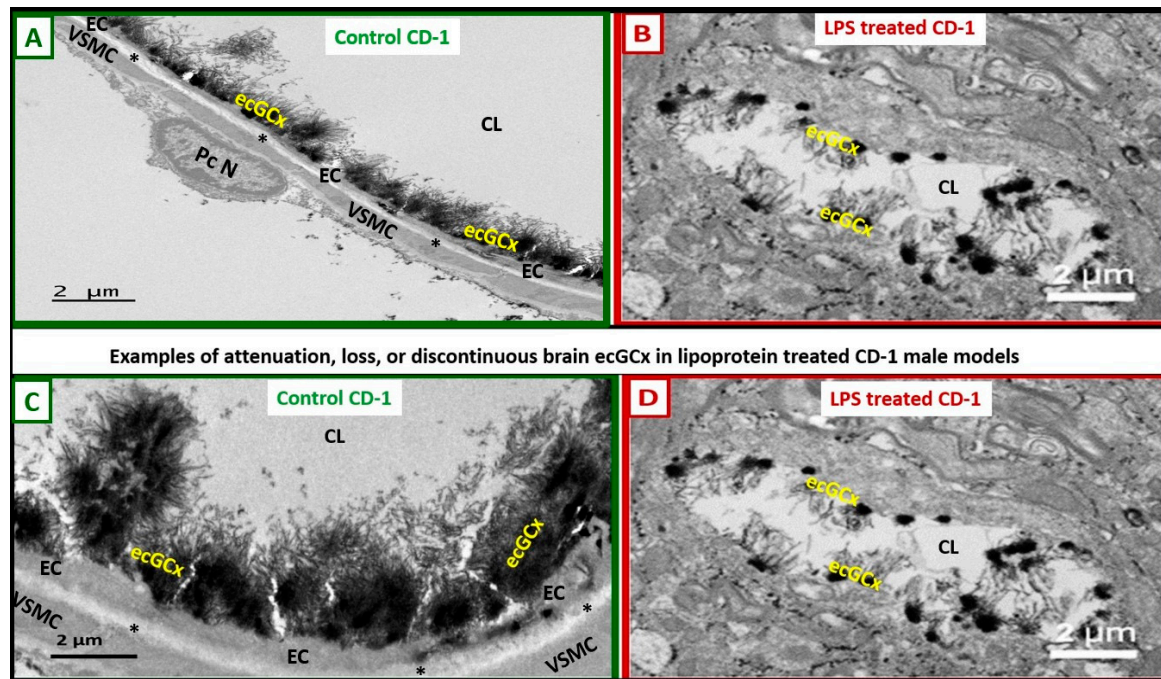 A
Control CD-1
EC
VSMC
*
ecGCx
CL
*
Pc N
EC
VSMC
ecGCx
*
EC
2 μm
B
LPS treated CD-1
ecGCx
CL
ecGCx
2 μm
Examples of attenuation, loss, or discontinuous brain ecGCx in lipoprotein treated CD-1 male models
C
Control CD-1
CL
ecGCx
ecGCx
EC
EC
VSMC
*
*
2 μm
EC
*
VSMC
D
LPS treated CD-1
ecGCx
CL
ecGCx
2 μm